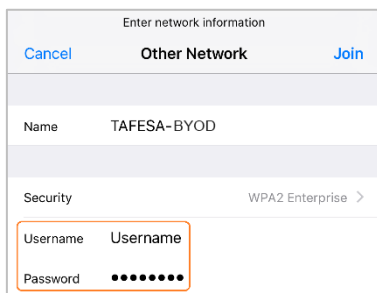 Enter network information
Cancel Other Network Join
Name TAFESA-BYOD
Security WPA2 Enterprise >
Username Username
Password ●●●●●●●●